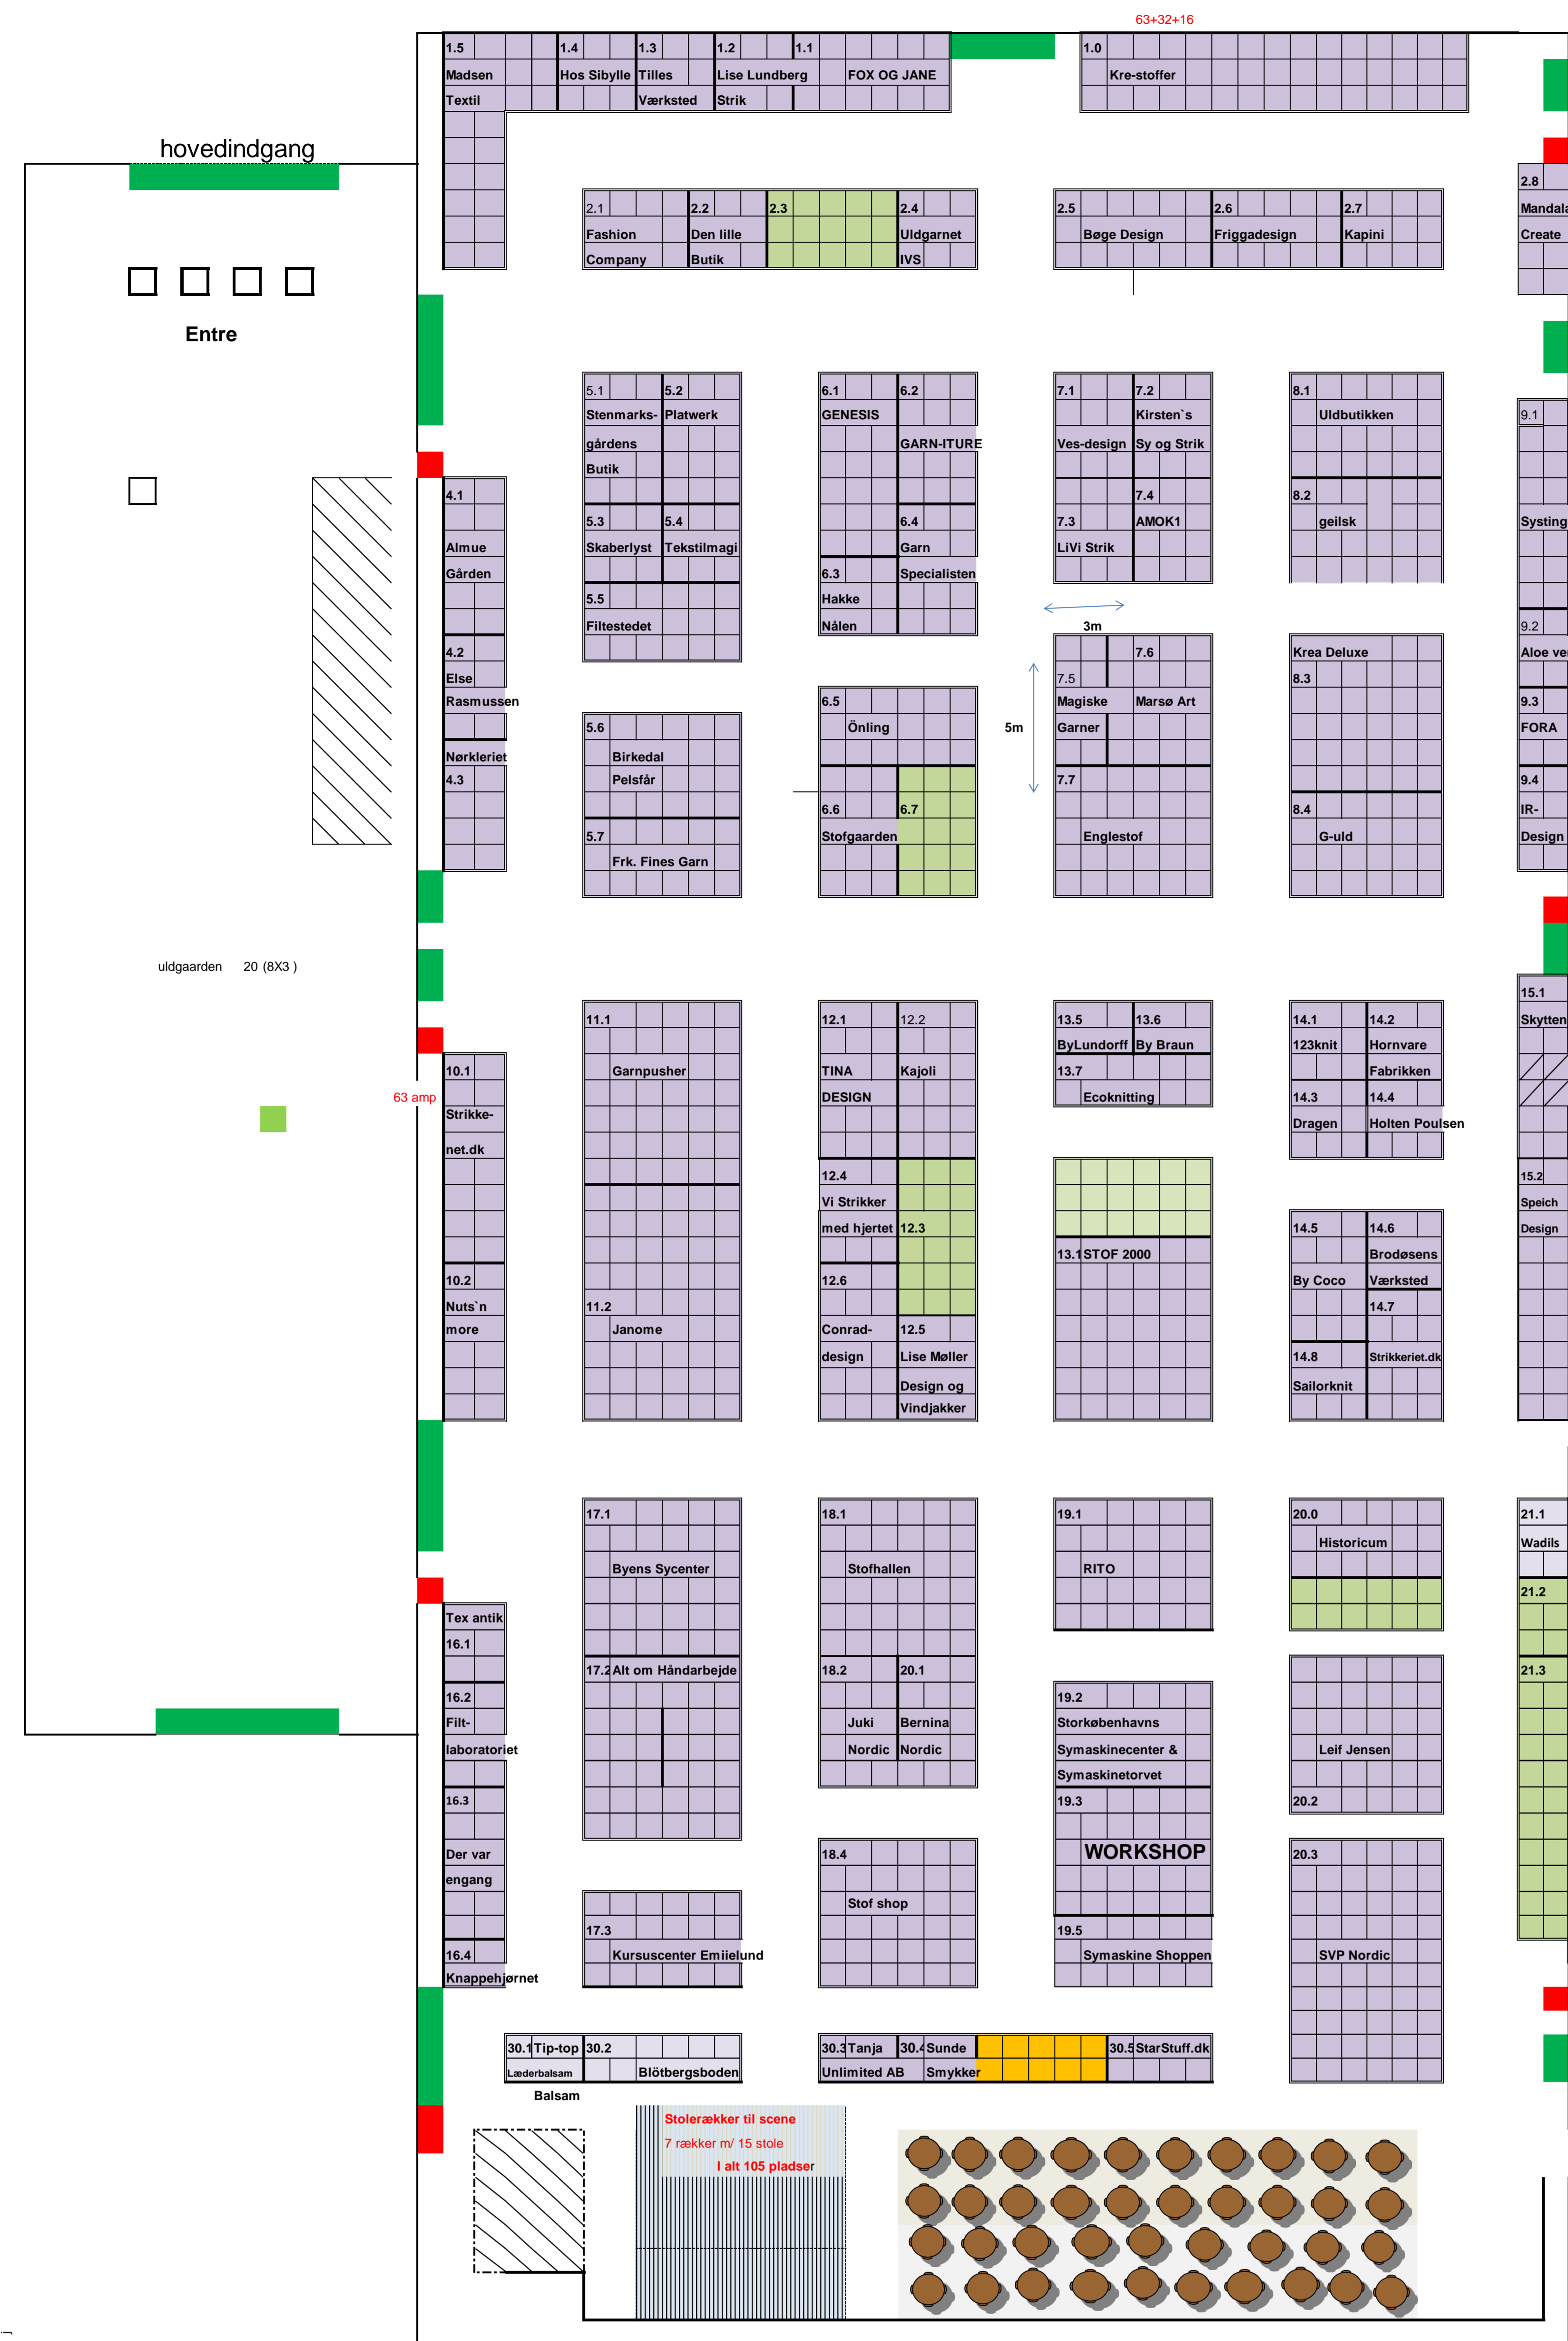 63+32+16
1.5 1.4 1.3 1.2 1.1 1.0
Madsen Hos Sibylle Tilles Lise Lundberg FOX OG JANE Kre-stoffer
Textil Værksted Strik
hovedindgang
2.8
2.1 2.2 2.3 2.4 2.5 2.6 2.7 Mandala
Fashion Den lille Uldgarnet Bøge Design Friggadesign Kapini Create
Company Butik IVS
Entre
5.1 5.2 6.1 6.2 7.1 7.2 8.1
Stenmarks- Platwerk GENESIS Kirsten`s Uldbutikken 9.1
gårdens GARN-ITURE Ves-design Sy og Strik
Butik
4.1 7.4 8.2
5.3 5.4 6.4 7.3 AMOK1 geilsk Systing
Almue Skaberlyst Tekstilmagi Garn LiVi Strik
Gården 6.3 Specialisten
5.5 Hakke
Filtestedet Nålen 3m 9.2
4.2 7.6 Krea Deluxe Aloe ve
Else 7.5 8.3
Rasmussen 6.5 Magiske Marsø Art 9.3
5.6 Önling 5m Garner FORA
Nørkleriet Birkedal
4.3 Pelsfår 7.7 9.4
6.6 6.7 8.4 IR-
5.7 Stofgaarden Englestof G-uld Design
Frk. Fines Garn
uldgaarden 20 (8X3 )
15.1
11.1 12.1 12.2 13.5 13.6 14.1 14.2 Skytten
ByLundorff By Braun 123knit Hornvare
10.1 Garnpusher TINA Kajoli 13.7 Fabrikken
63 amp DESIGN Ecoknitting 14.3 14.4
Strikke- Dragen Holten Poulsen
net.dk
12.4 15.2
Vi Strikker Speich
med hjertet 12.3 14.5 14.6 Design
13.1 STOF 2000 Brodøsens
10.2 12.6 By Coco Værksted
Nuts`n 11.2 14.7
more Janome Conrad- 12.5
design Lise Møller 14.8 Strikkeriet.dk
Design og Sailorknit
Vindjakker
17.1 18.1 19.1 20.0 21.1
Historicum Wadils
Byens Sycenter Stofhallen RITO
21.2
Tex antik
16.1
17.2 Alt om Håndarbejde 18.2 20.1 21.3
16.2 19.2
Filt- Juki Bernina Storkøbenhavns
laboratoriet Nordic Nordic Symaskinecenter & Leif Jensen
Symaskinetorvet
16.3 19.3 20.2
Der var 18.4 WORKSHOP 20.3
engang
Stof shop
17.3 19.5
16.4 Kursuscenter Emiielund Symaskine Shoppen SVP Nordic
Knappehjørnet
30.1 Tip-top 30.2 30.3 Tanja 30.4 Sunde 30.5 StarStuff.dk
Læderbalsam Blötbergsboden Unlimited AB Smykker
Balsam
Stolerækker til scene
7 rækker m/ 15 stole
I alt 105 pladser